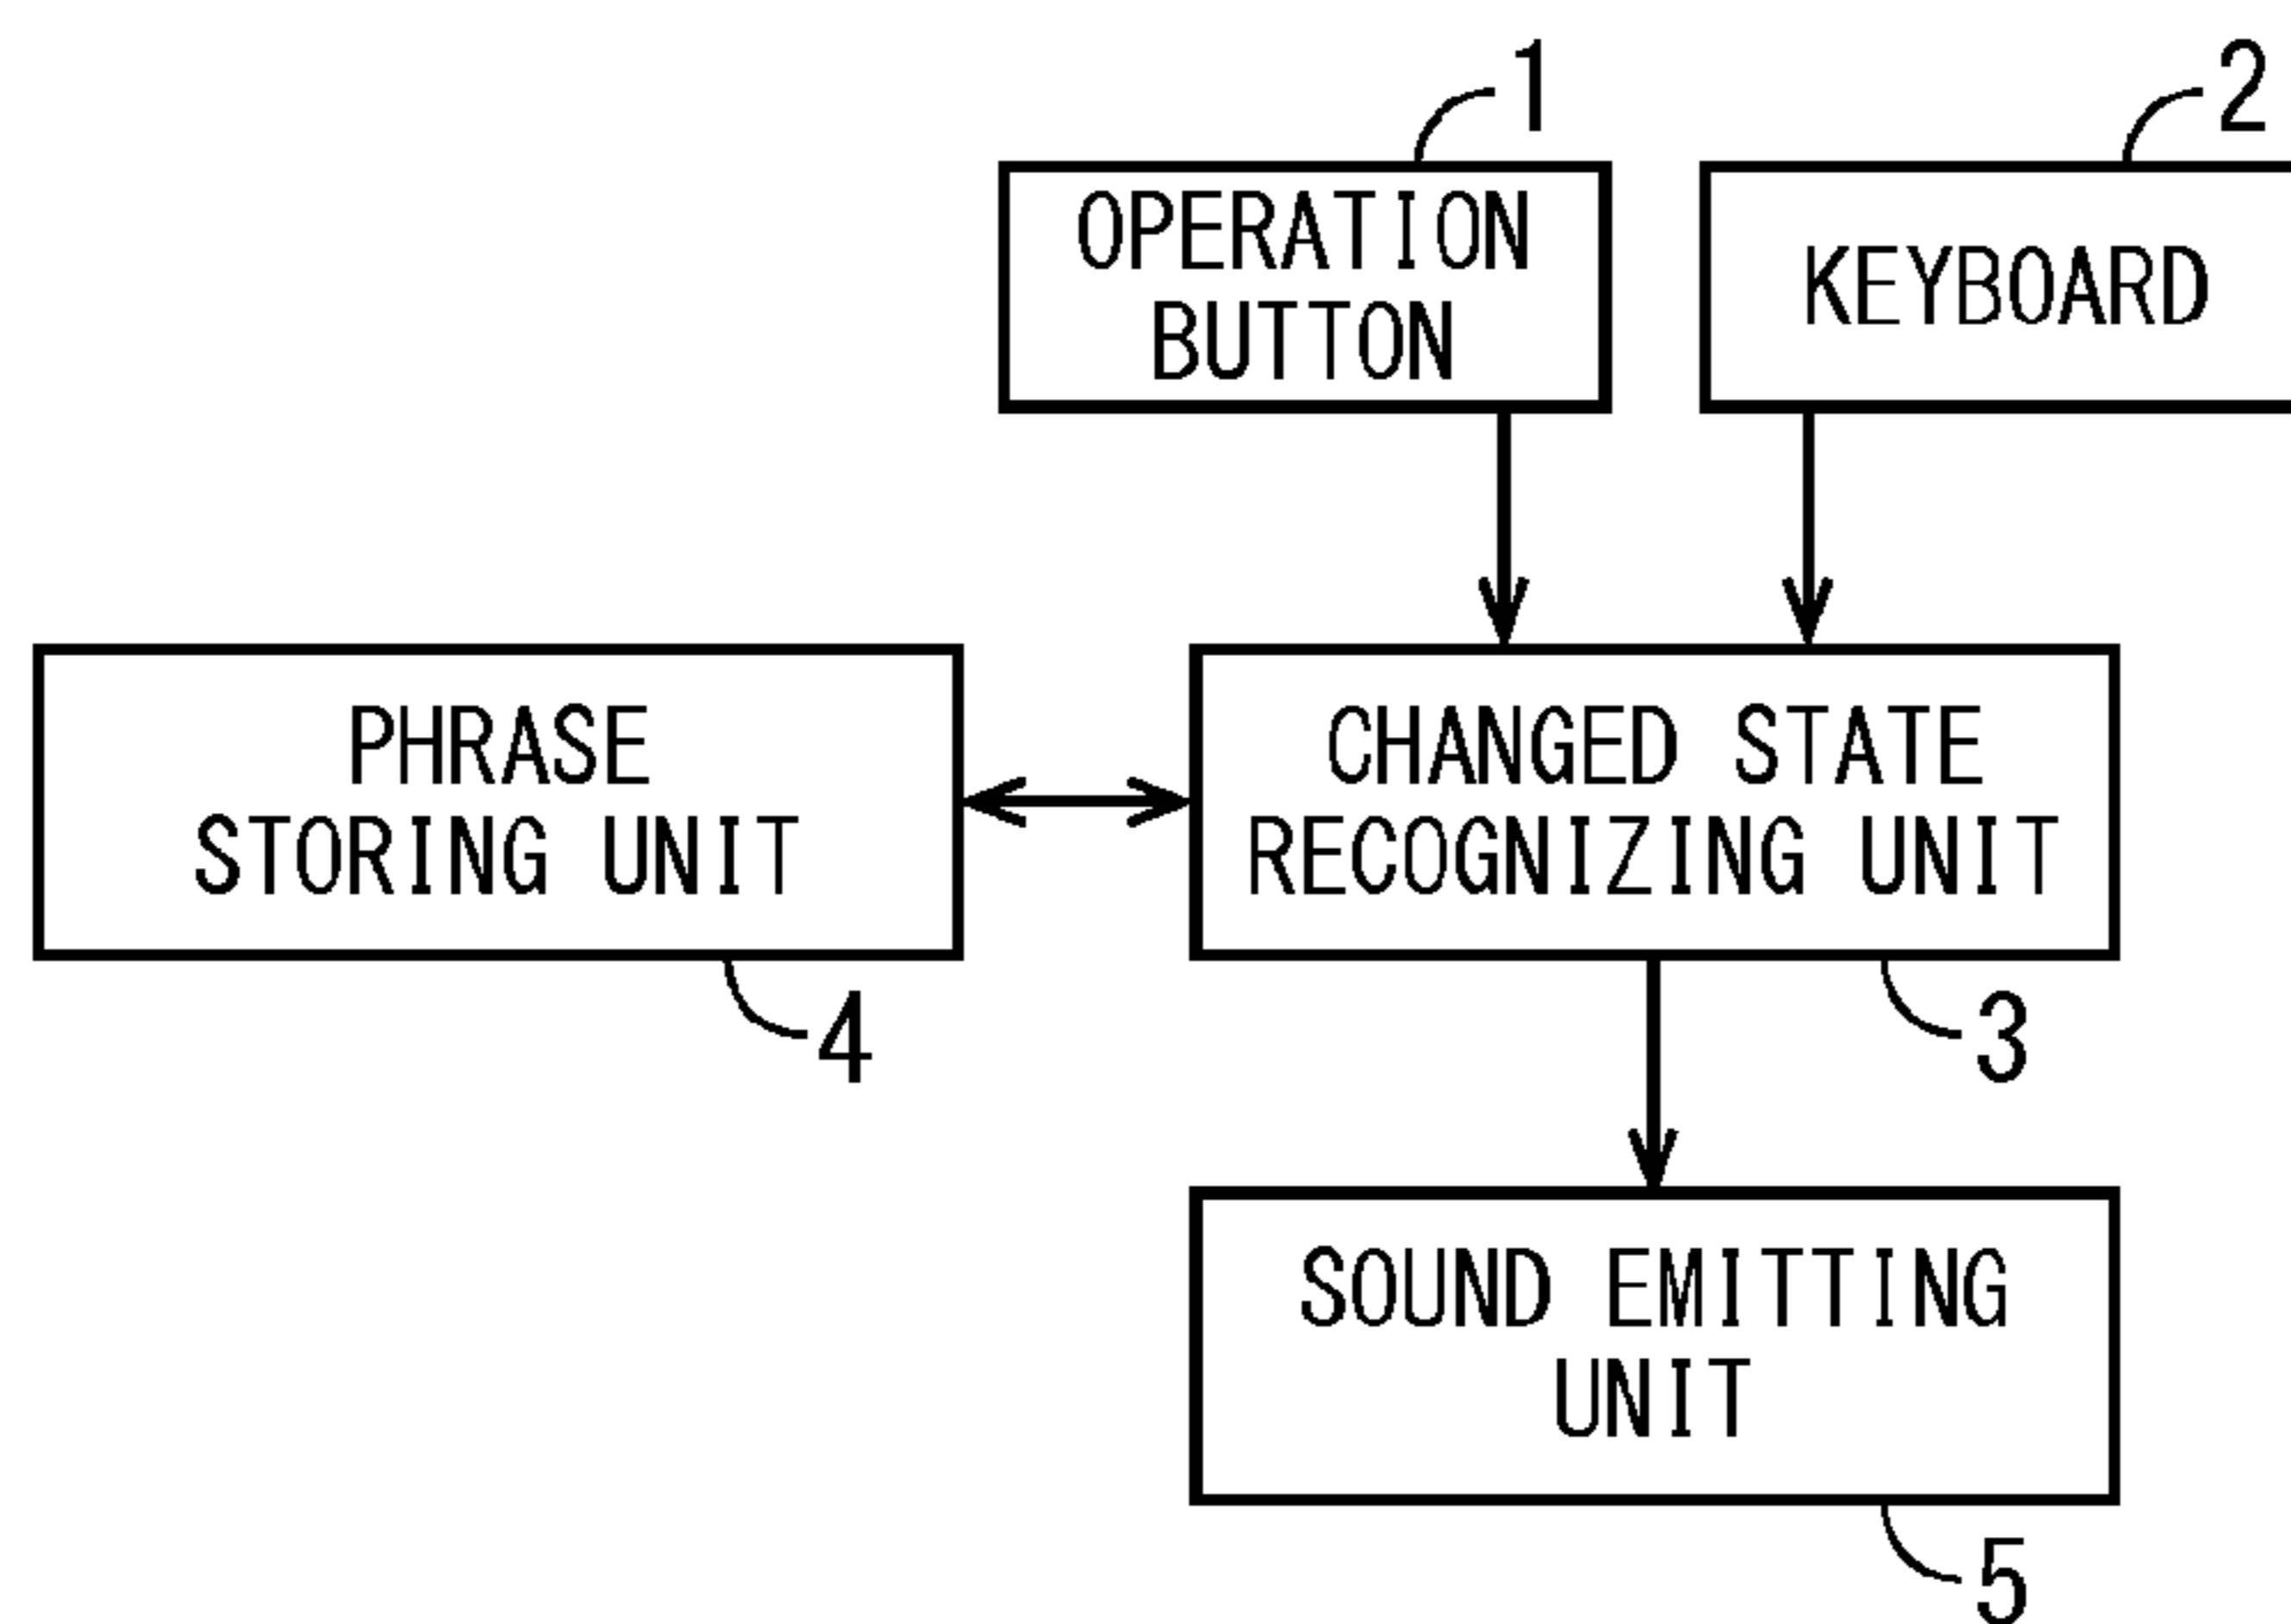 1
2
OPERATION
BUTTON
KEYBOARD
PHRASE
STORING UNIT
CHANGED STATE
RECOGNIZING UNIT
4
3
SOUND EMITTING
UNIT
5